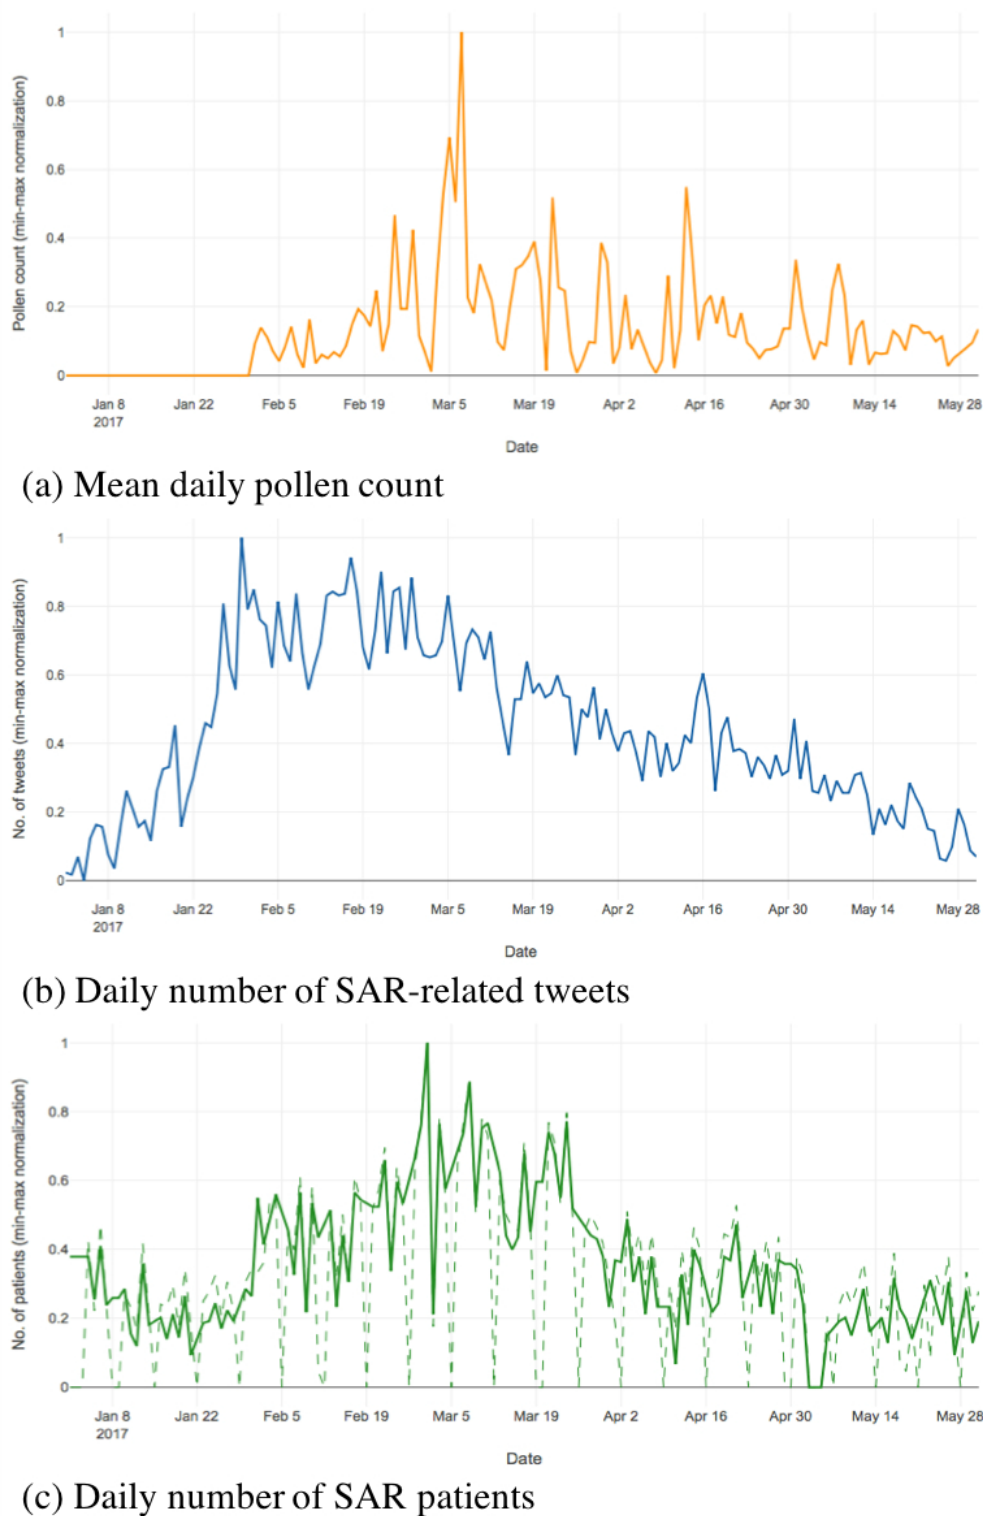 Pollen count (min-max normalization)
1
0.8
0.6
0.4
0.2
0
Jan 8 Jan 22 Feb 5 Feb 19 Mar 5 Mar 19 Apr 2 Apr 16 Apr 30 May 14 May 28
2017
Date
(a) Mean daily pollen count
No. of tweets (min-max normalization)
1
0.8
0.6
0.4
0.2
0
Jan 8 Jan 22 Feb 5 Feb 19 Mar 5 Mar 19 Apr 2 Apr 16 Apr 30 May 14 May 28
2017
Date
(b) Daily number of SAR-related tweets
No. of patients (min-max normalization)
1
0.8
0.6
0.4
0.2
0
Jan 8 Jan 22 Feb 5 Feb 19 Mar 5 Mar 19 Apr 2 Apr 16 Apr 30 May 14 May 28
2017
Date
(c) Daily number of SAR patients